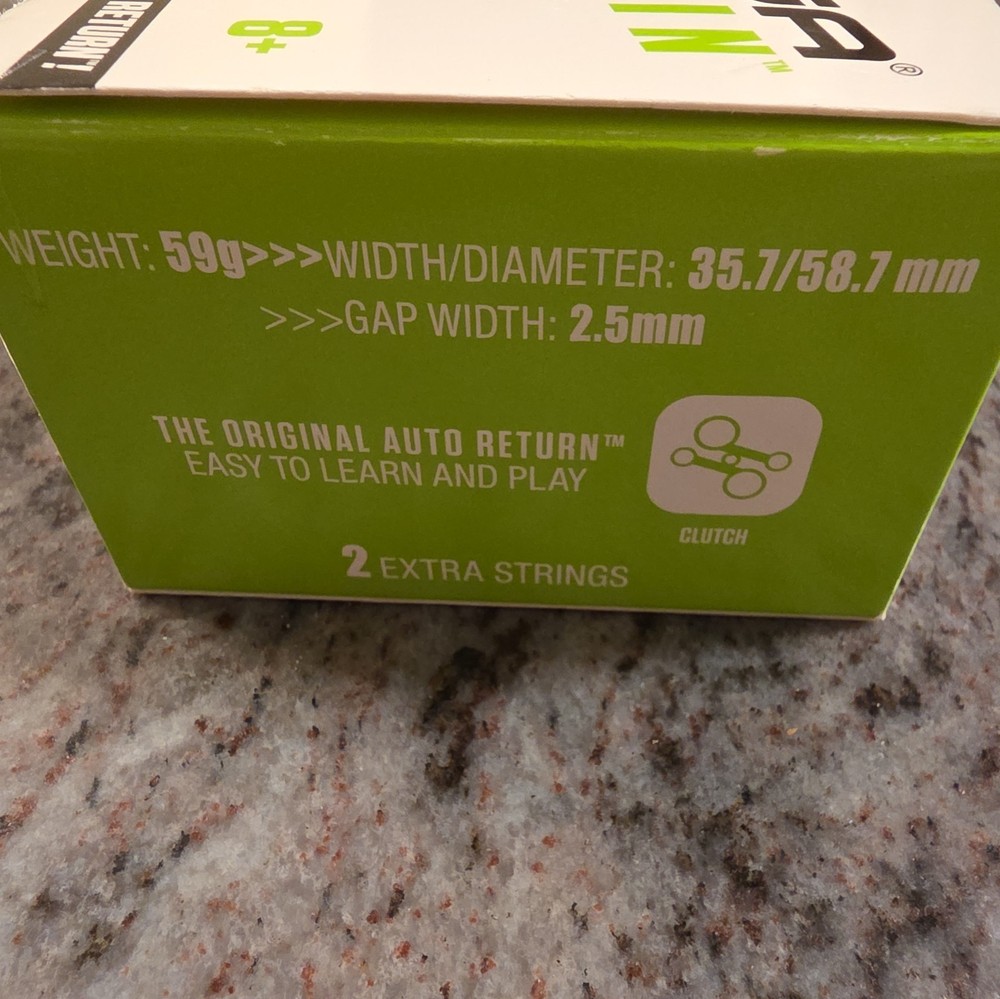 RETURN!
8+
IN™
®
WEIGHT: 59g>>>WIDTH/DIAMETER: 35.7/58.7 mm
>>>GAP WIDTH: 2.5mm
THE ORIGINAL AUTO RETURN™
EASY TO LEARN AND PLAY
CLUTCH
2 EXTRA STRINGS